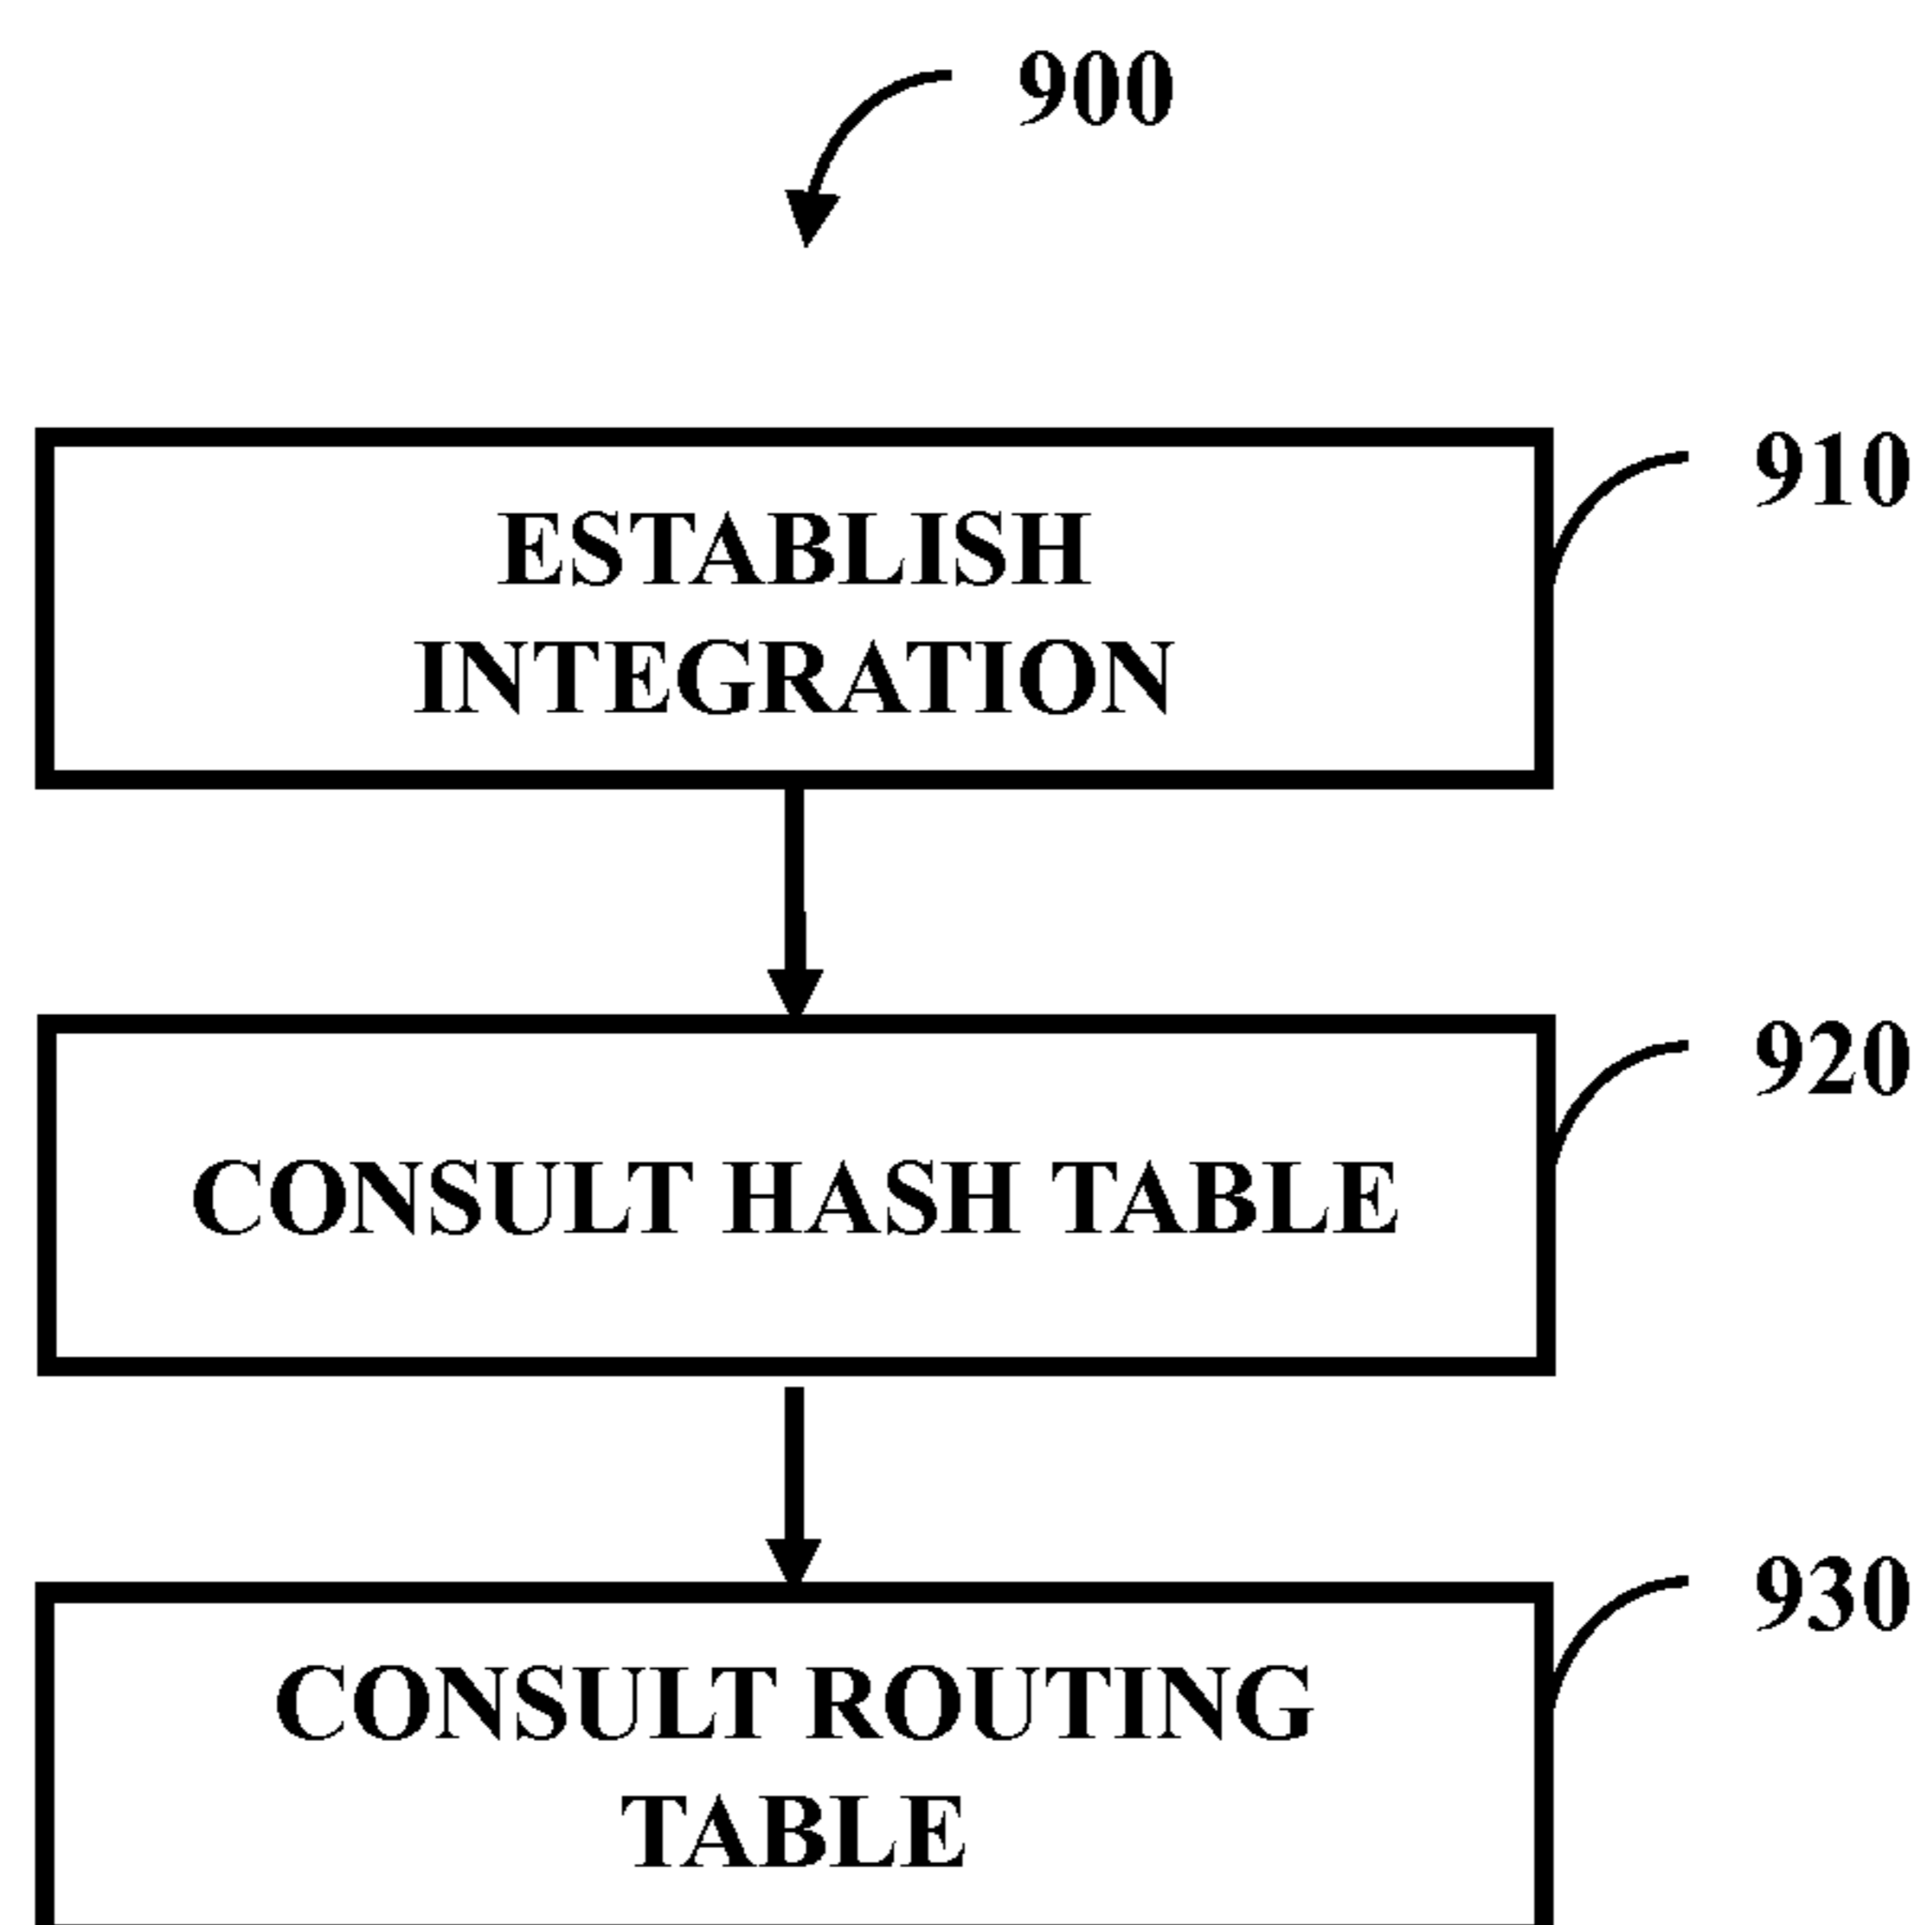 900
910
ESTABLISH
INTEGRATION
920
CONSULT HASH TABLE
930
CONSULT ROUTING
TABLE